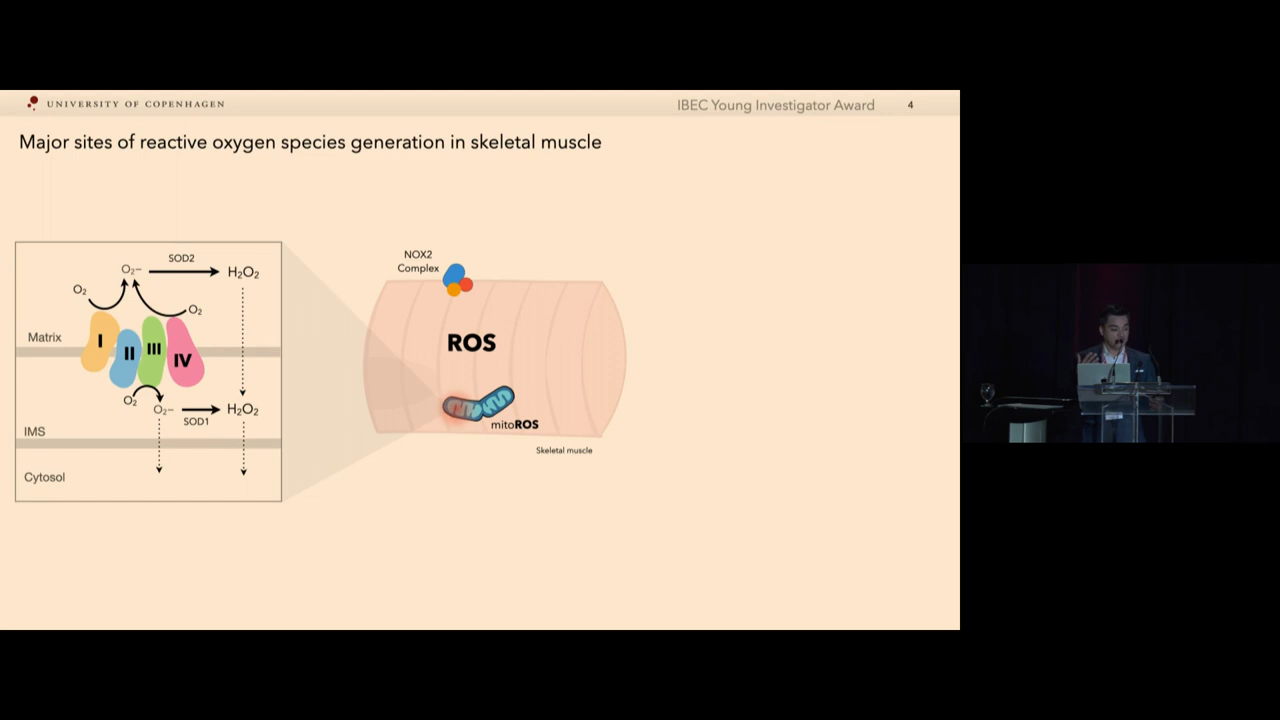 UNIVERSITY OF COPENHAGEN
IBEC Young Investigator Award
4
Major sites of reactive oxygen species generation in skeletal muscle
SOD2
O₂–
H₂O₂
O₂
O₂
Matrix
I
II
III
IV
O₂
O₂–
H₂O₂
SOD1
IMS
Cytosol
NOX2
Complex
ROS
mitoROS
Skeletal muscle